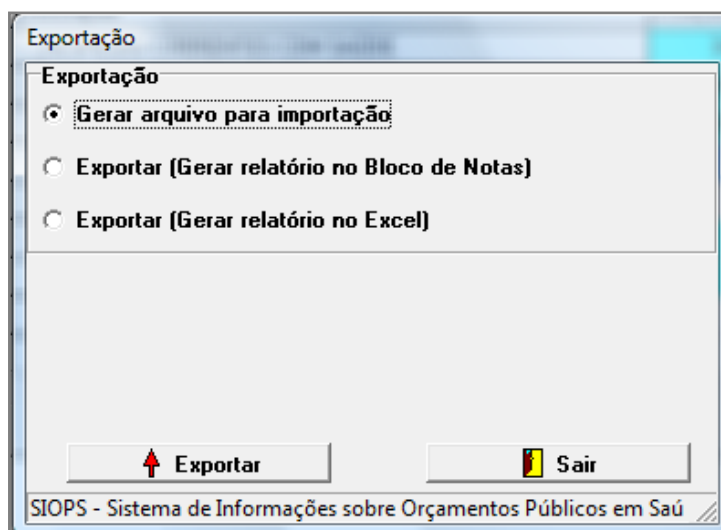 Exportação
Exportação
Gerar arquivo para importação
Exportar (Gerar relatório no Bloco de Notas)
Exportar (Gerar relatório no Excel)
Exportar
Sair
SIOPS - Sistema de Informações sobre Orçamentos Públicos em Saú